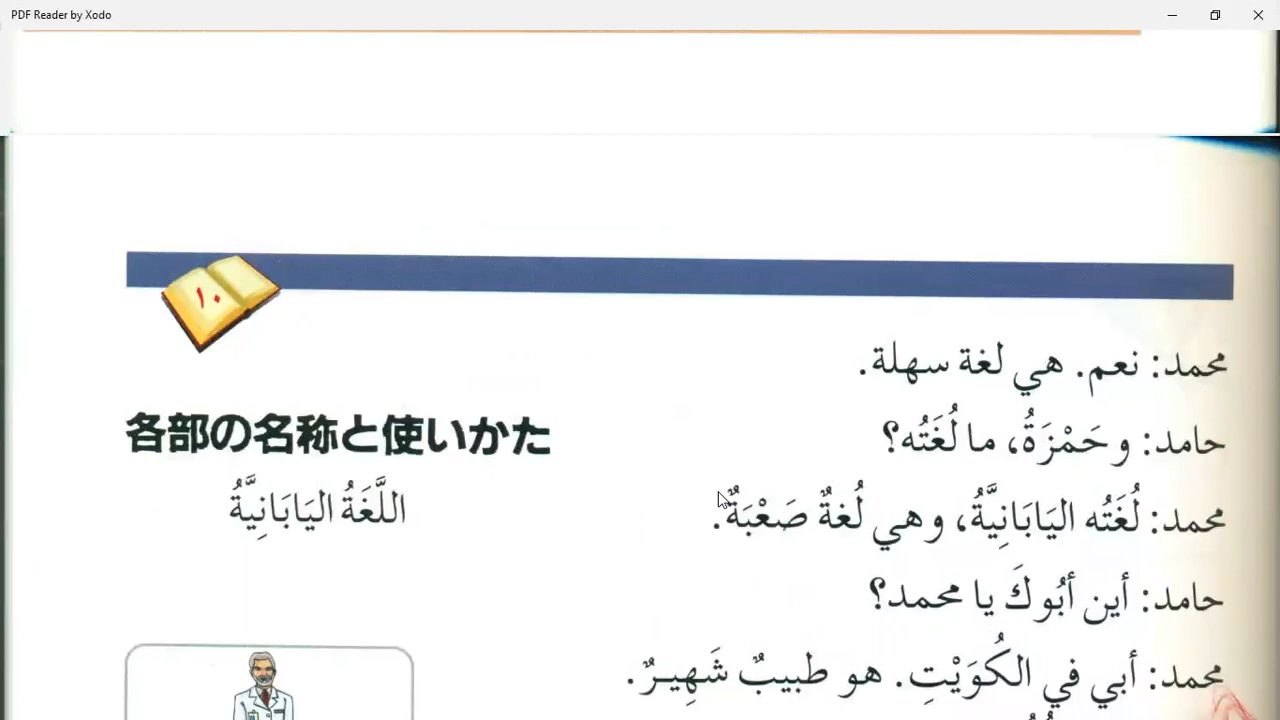 PDF Reader by Xodo
١٠
محمد: نعم. هي لغة سهلة.
حامد: و حَمْزَةُ، ما لُغَتُه؟
محمد: لُغَتُه اليَابَانِيَّةُ، وهي لُغةٌ صَعْبَةٌ.
حامد: أين أبُوكَ يا محمد؟
محمد: أبي في الكُوَيْتِ. هو طبيبٌ شَهِيرٌ.
各部の名称と使いかた
اللَّغَةُ اليَابَانِيَّةُ